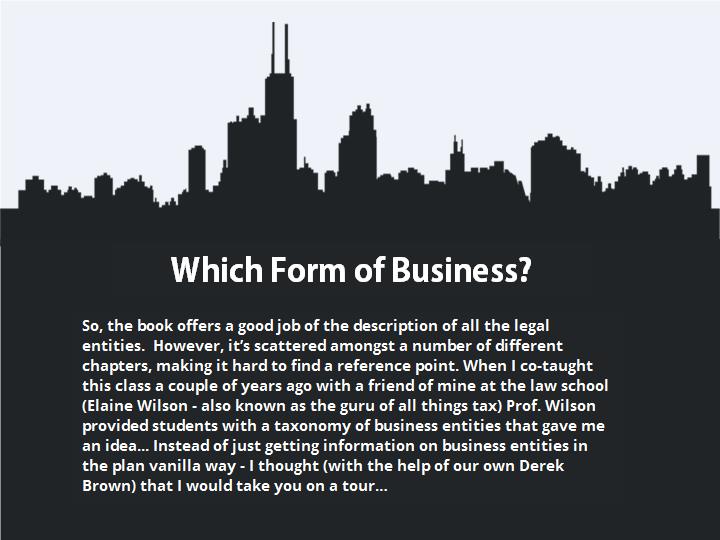 Which Form of Business?
So, the book offers a good job of the description of all the legal
entities.  However, it’s scattered amongst a number of different
chapters, making it hard to find a reference point. When I co-taught
this class a couple of years ago with a friend of mine at the law school
(Elaine Wilson - also known as the guru of all things tax) Prof. Wilson
provided students with a taxonomy of business entities that gave me
an idea... Instead of just getting information on business entities in
the plan vanilla way - I thought (with the help of our own Derek
Brown) that I would take you on a tour...